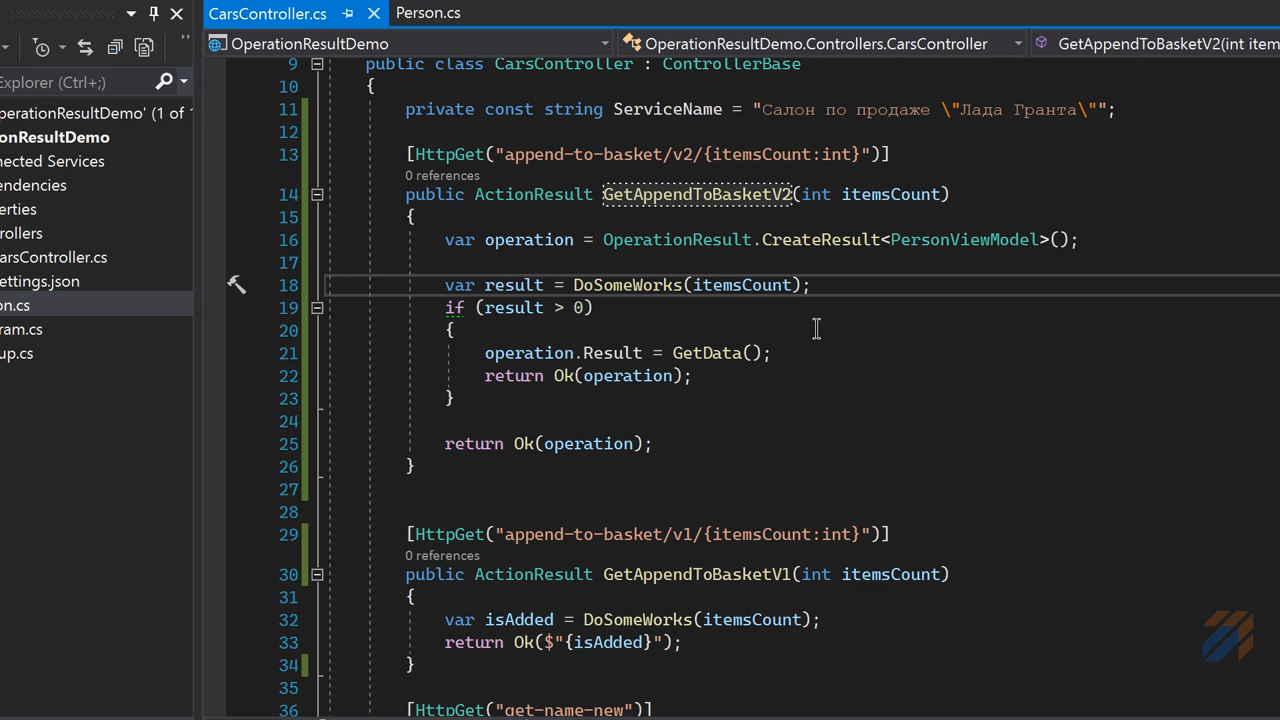 CarsController.cs
Person.cs
OperationResultDemo
OperationResultDemo.Controllers.CarsController
GetAppendToBasketV2(int item
Explorer (Ctrl+;)
perationResultDemo' (1 of 1
onResultDemo
nected Services
endencies
erties
rollers
arsController.cs
ettings.json
on.cs
ram.cs
up.cs
9 public class CarsController : ControllerBase
10 {
11 private const string ServiceName = "Салон по продаже \"Лада Гранта\"";
12
13 [HttpGet("append-to-basket/v2/{itemsCount:int}")]
0 references
14 public ActionResult GetAppendToBasketV2(int itemsCount)
15 {
16 var operation = OperationResult.CreateResult<PersonViewModel>();
17
18 var result = DoSomeWorks(itemsCount);
19 if (result > 0)
20 {
21 operation.Result = GetData();
22 return Ok(operation);
23 }
24
25 return Ok(operation);
26 }
27
28
29 [HttpGet("append-to-basket/v1/{itemsCount:int}")]
0 references
30 public ActionResult GetAppendToBasketV1(int itemsCount)
31 {
32 var isAdded = DoSomeWorks(itemsCount);
33 return Ok($"{isAdded}");
34 }
35
36 [HttpGet("get-name-new")]